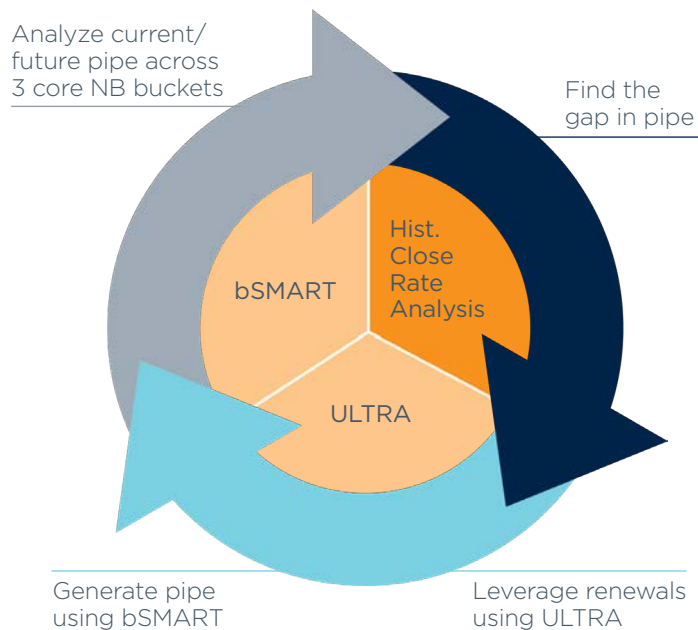 Analyze current/
future pipe across
3 core NB buckets
Find the
gap in pipe
Hist.
Close
Rate
Analysis
bSMART
ULTRA
Generate pipe
using bSMART
Leverage renewals
using ULTRA